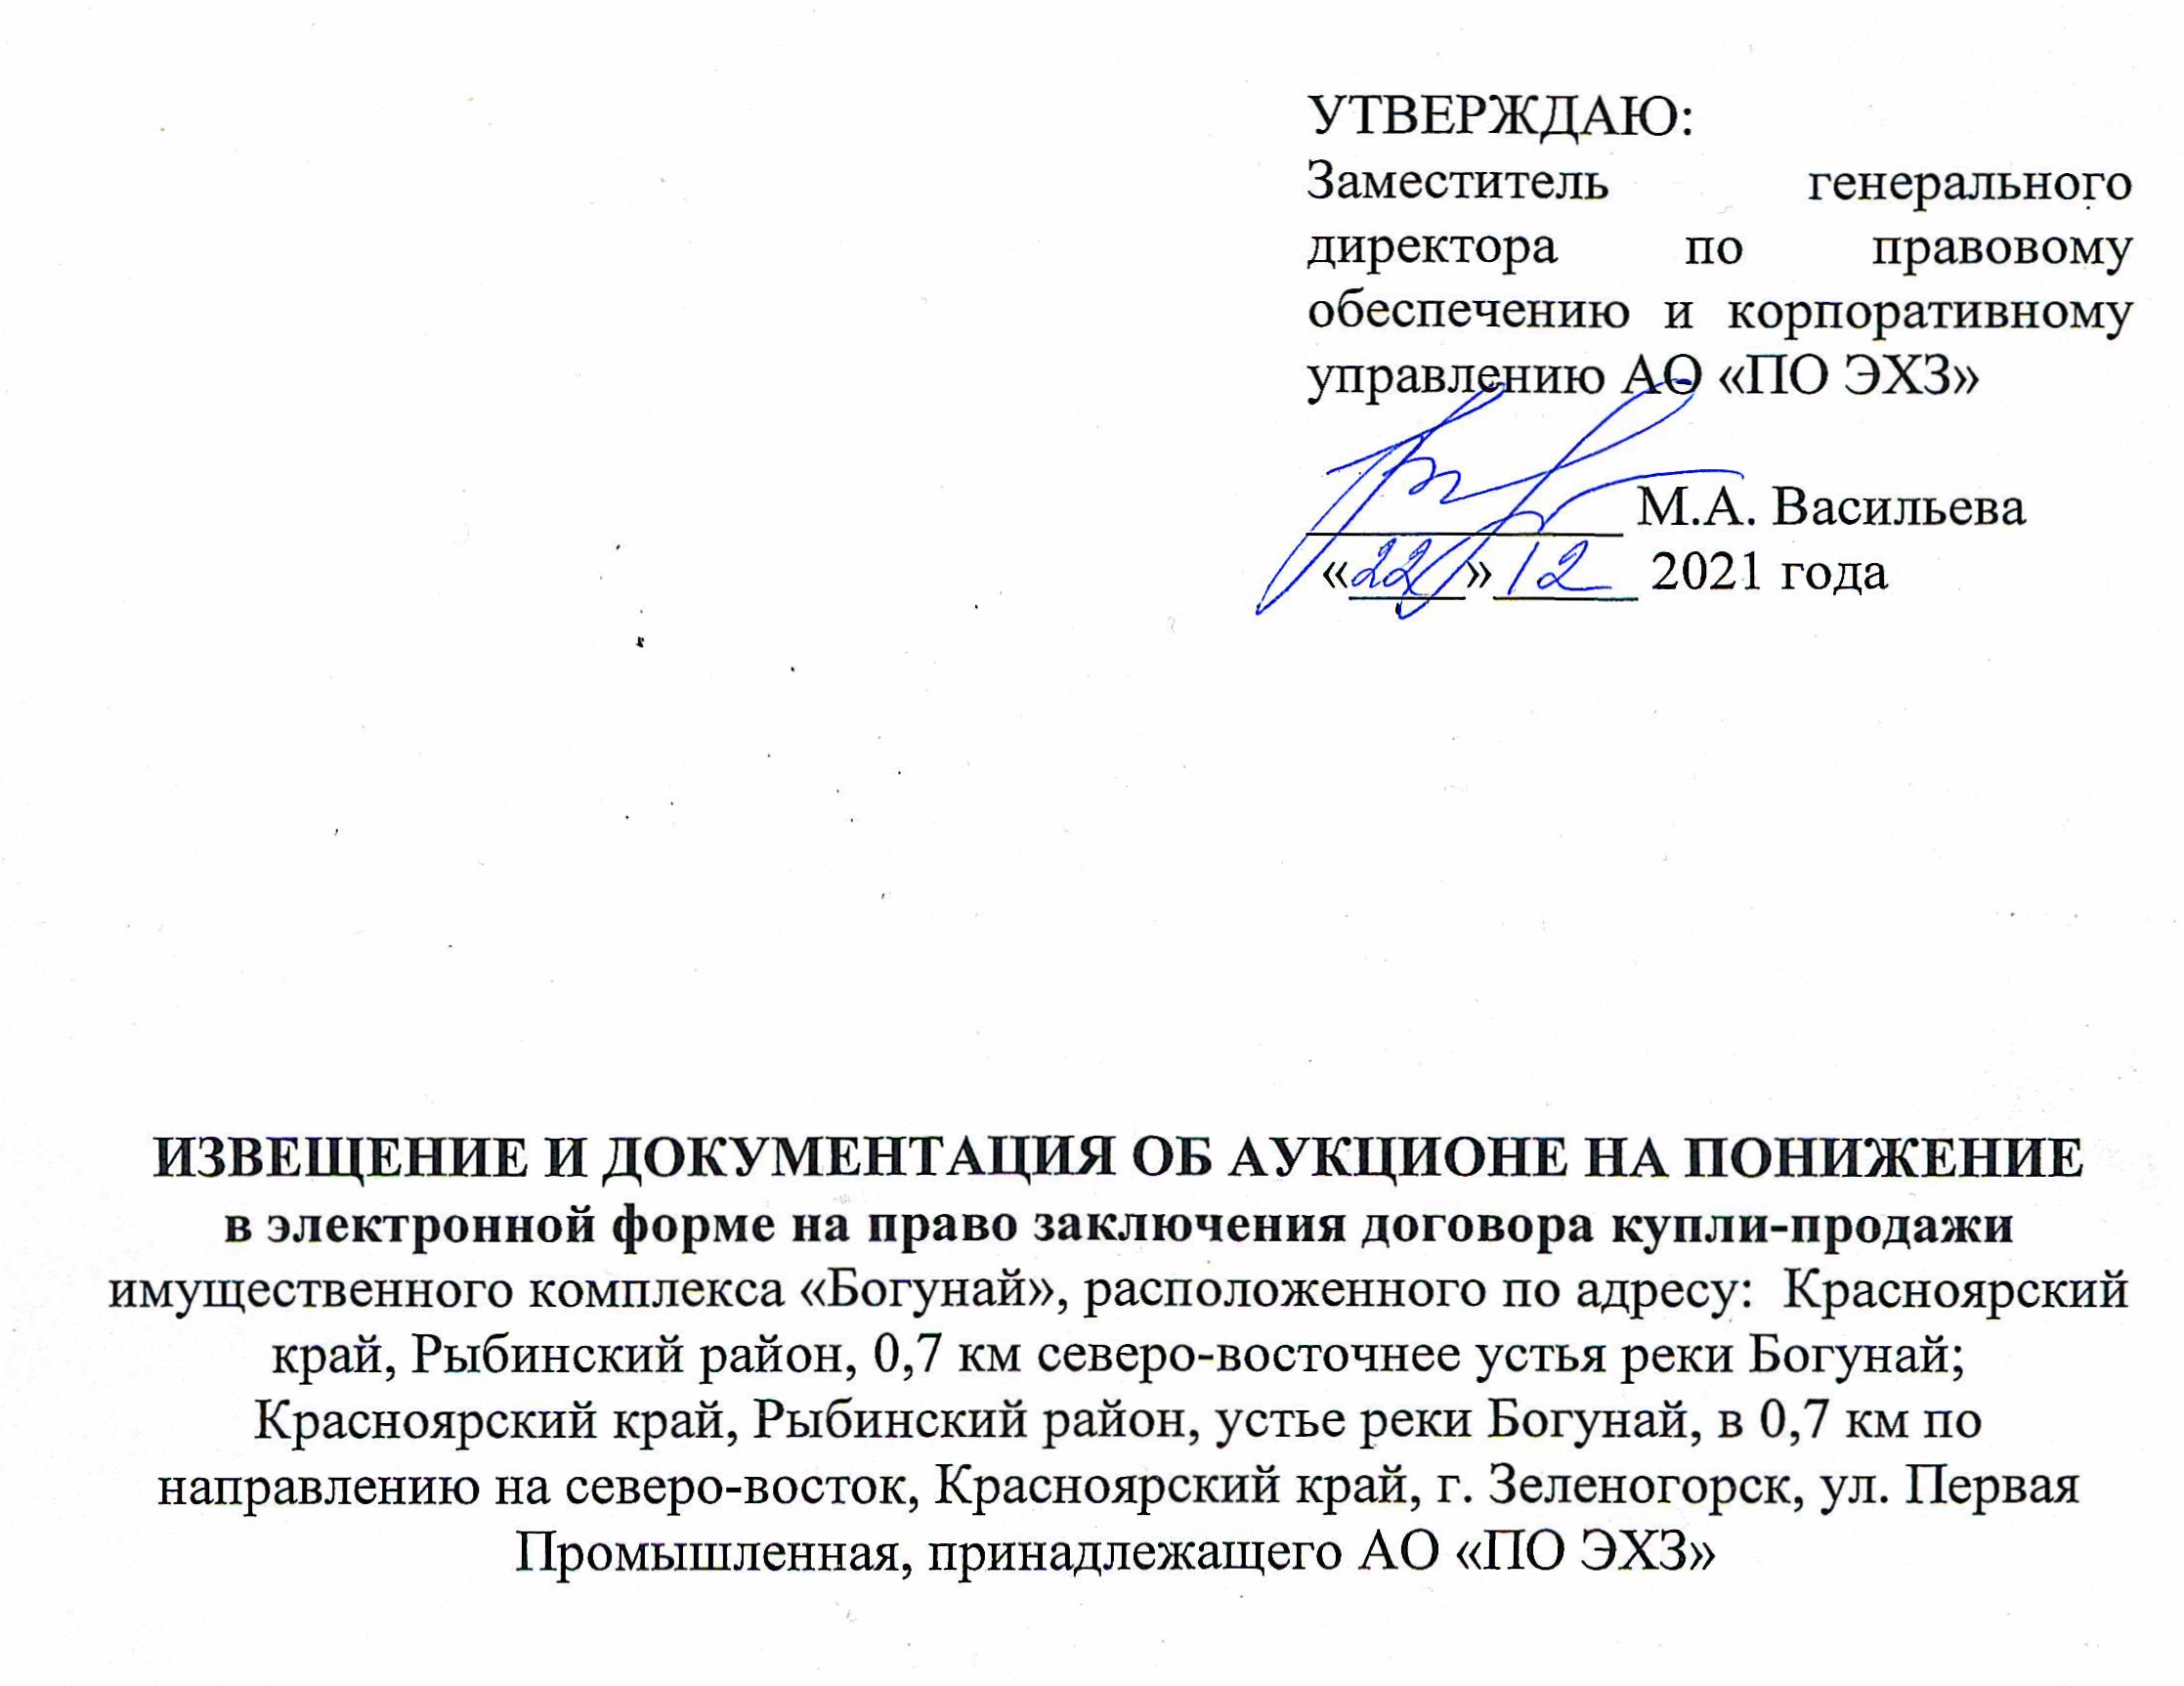 УТВЕРЖДАЮ:
Заместитель генерального
директора по правовому
обеспечению и корпоративному
управлению АО «ПО ЭХЗ»
М.А. Васильева
«22» 12 2021 года
ИЗВЕЩЕНИЕ И ДОКУМЕНТАЦИЯ ОБ АУКЦИОНЕ НА ПОНИЖЕНИЕ
в электронной форме на право заключения договора купли-продажи
имущественного комплекса «Богунай», расположенного по адресу: Красноярский
край, Рыбинский район, 0,7 км северо-восточнее устья реки Богунай;
Красноярский край, Рыбинский район, устье реки Богунай, в 0,7 км по
направлению на северо-восток, Красноярский край, г. Зеленогорск, ул. Первая
Промышленная, принадлежащего АО «ПО ЭХЗ»